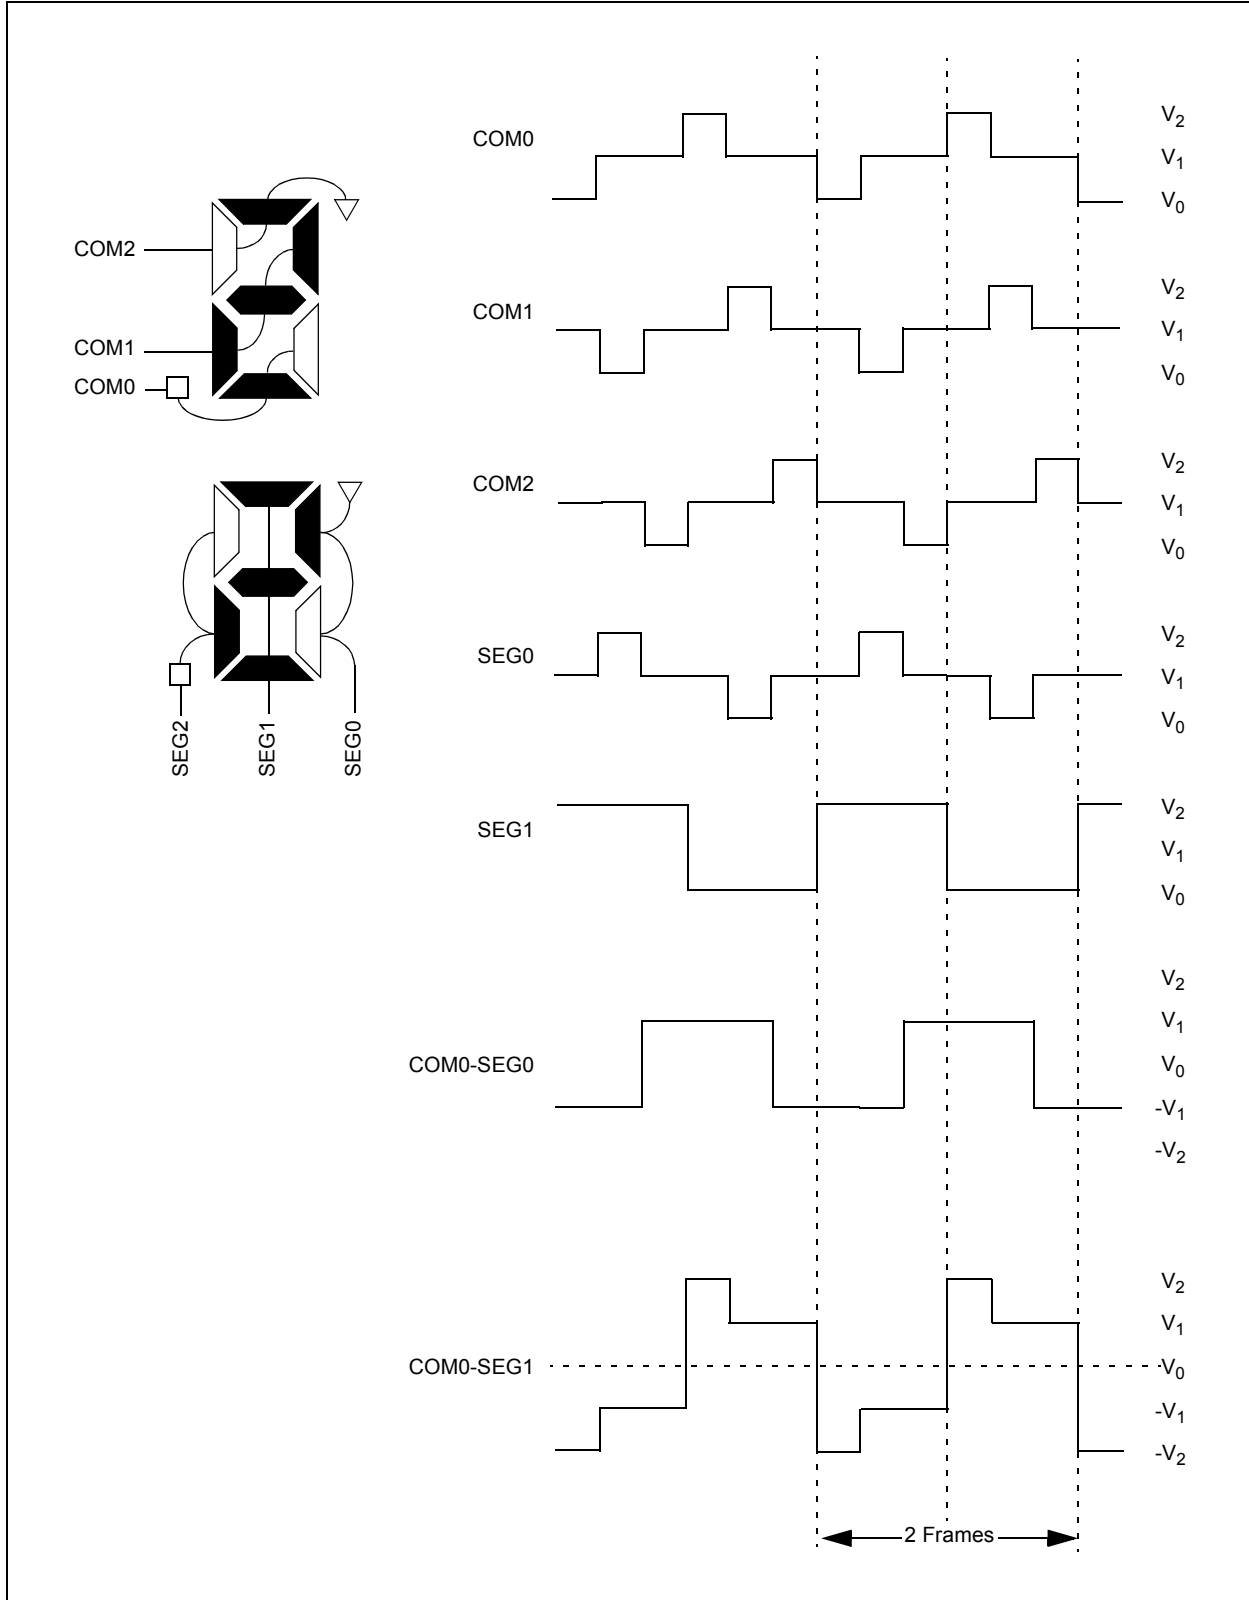 COM2
COM1
COM0
SEG2
SEG1
SEG0
COM0
V2
V1
V0
COM1
V2
V1
V0
COM2
V2
V1
V0
SEG0
V2
V1
V0
SEG1
V2
V1
V0
COM0-SEG0
V2
V1
V0
-V1
-V2
COM0-SEG1
V2
V1
V0
-V1
-V2
2 Frames